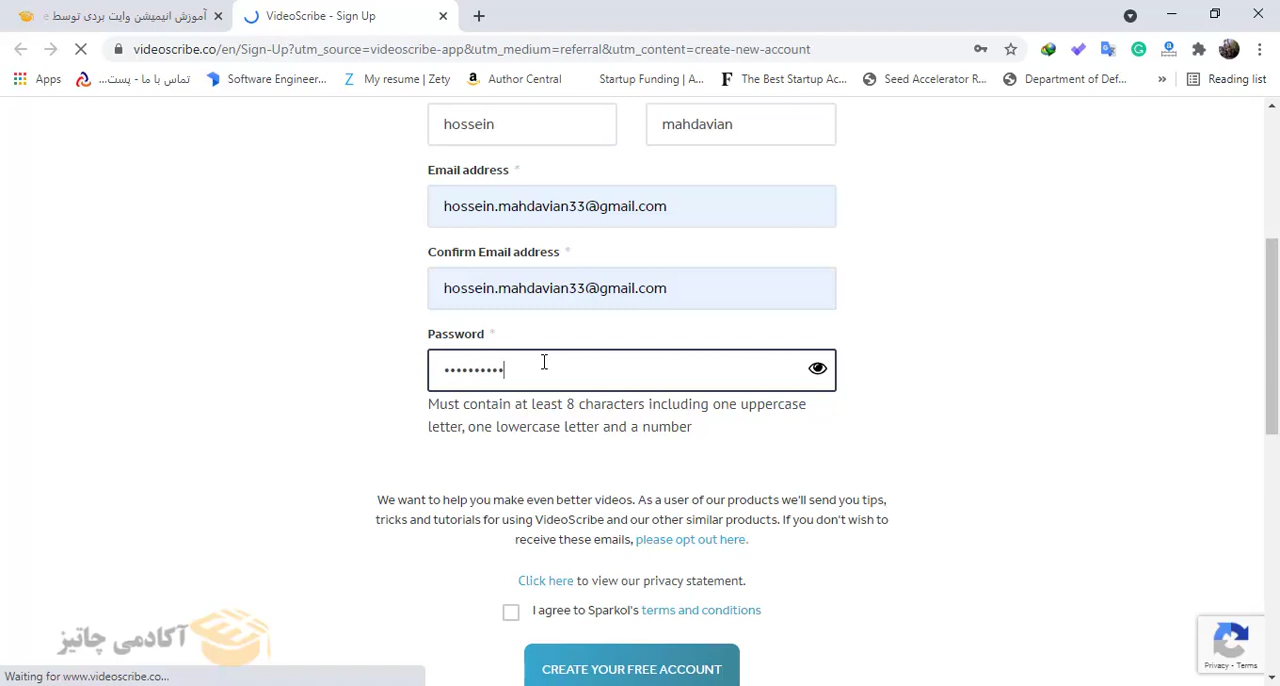 آموزش انیمیشن وایت بردی توسط e
VideoScribe - Sign Up
videoscribe.co/en/Sign-Up?utm_source=videoscribe-app&utm_medium=referral&utm_content=create-new-account
Apps
تماس با ما - پست...
Software Engineer...
Z My resume | Zety
a Author Central
Startup Funding | A...
F The Best Startup Ac...
Seed Accelerator R...
Department of Def...
»
Reading list
hossein
mahdavian
Email address *
hossein.mahdavian33@gmail.com
Confirm Email address *
hossein.mahdavian33@gmail.com
Password *
••••••••••
Must contain at least 8 characters including one uppercase
letter, one lowercase letter and a number
We want to help you make even better videos. As a user of our products we'll send you tips,
tricks and tutorials for using VideoScribe and our other similar products. If you don't wish to
receive these emails, please opt out here.
Click here to view our privacy statement.
I agree to Sparkol's terms and conditions
CREATE YOUR FREE ACCOUNT
آکادمی چاتیز
Privacy - Terms
Waiting for www.videoscribe.co...